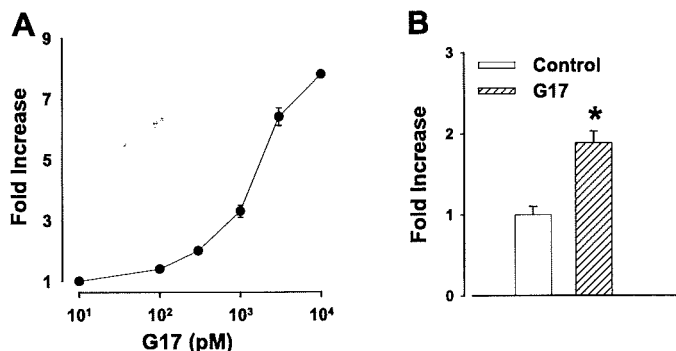 A
Fold Increase
9
7
5
3
1
10¹ 10² 10³ 10⁴
G17 (pM)
B
Fold Increase
3
2
1
0
Control
G17
*